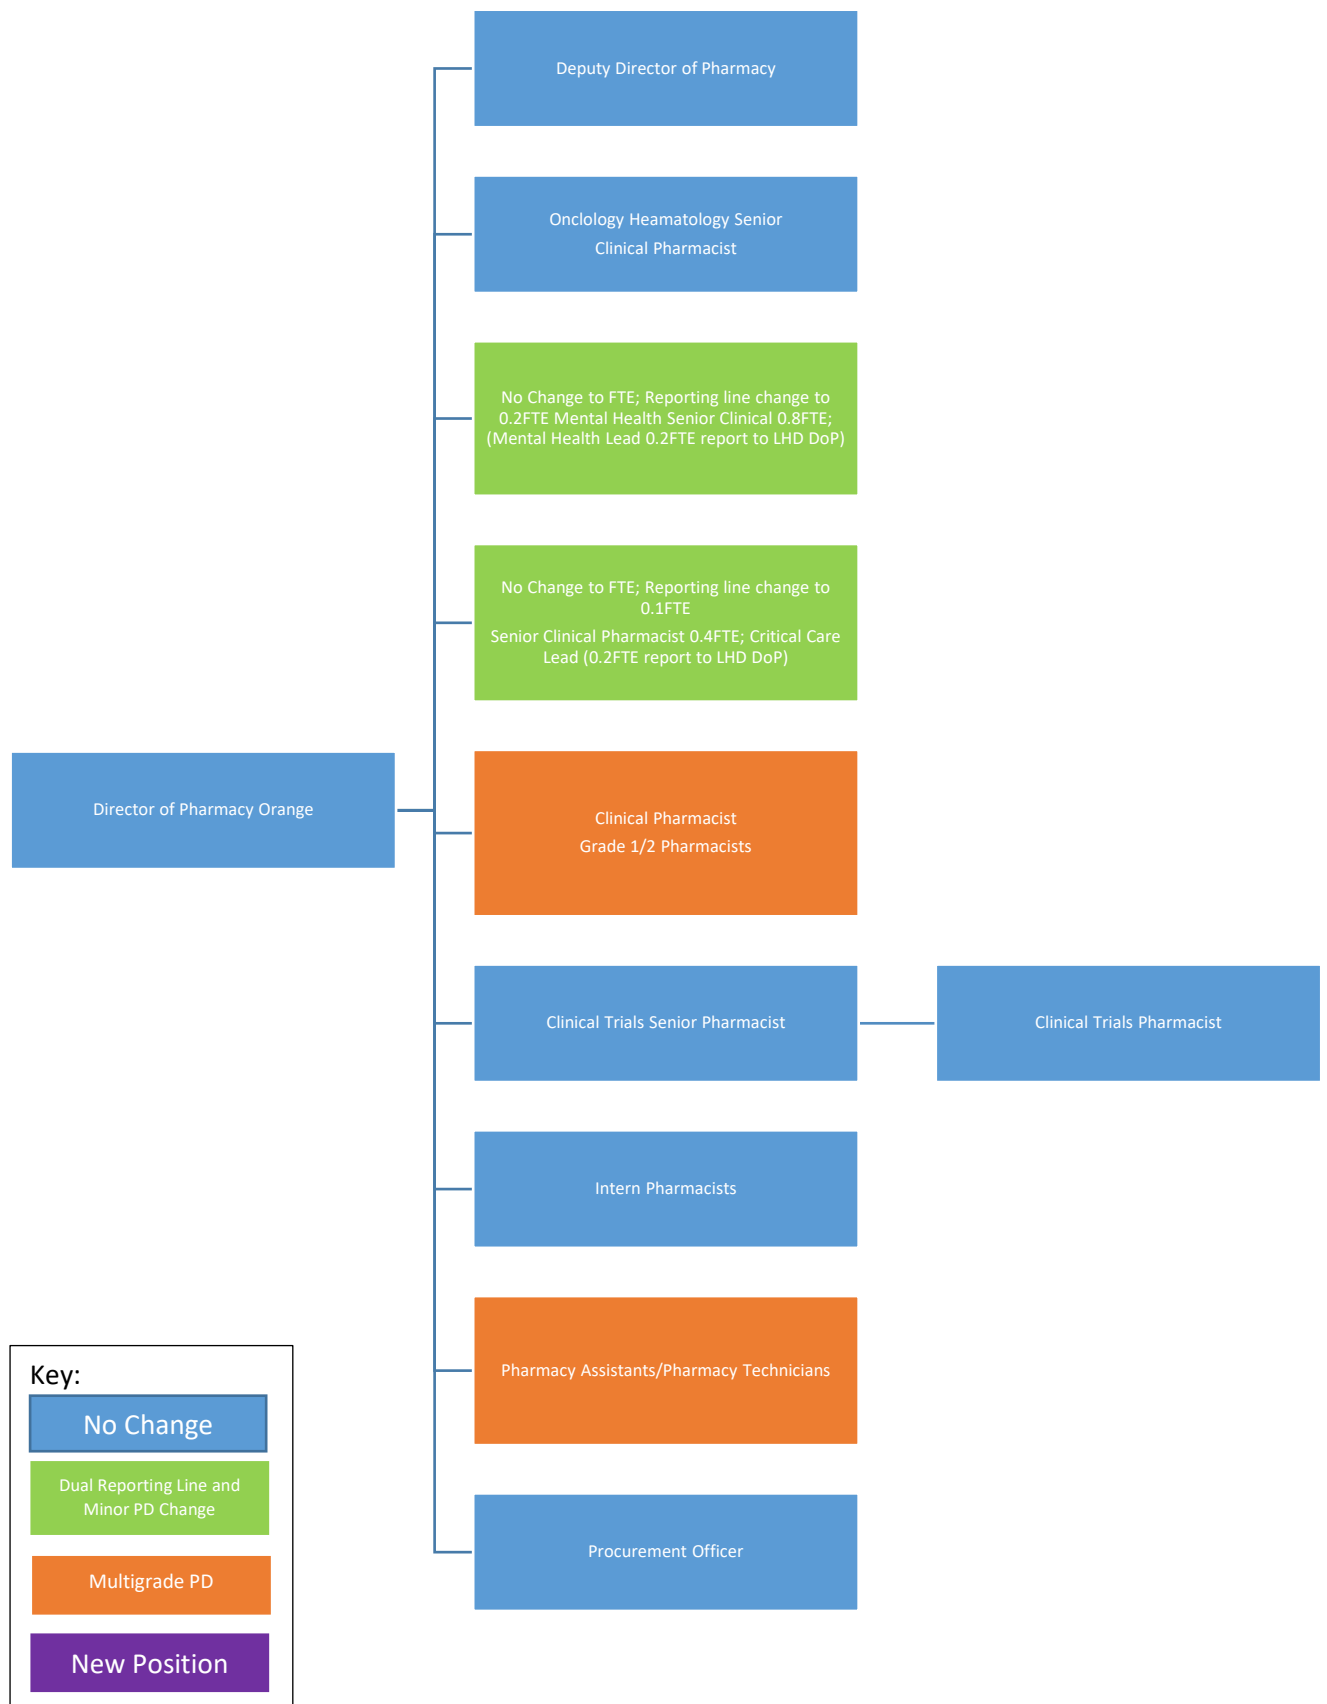 Deputy Director of Pharmacy
Onclology Heamatology Senior
Clinical Pharmacist
No Change to FTE; Reporting line change to
0.2FTE Mental Health Senior Clinical 0.8FTE;
(Mental Health Lead 0.2FTE report to LHD DoP)
No Change to FTE; Reporting line change to
0.1FTE
Senior Clinical Pharmacist 0.4FTE; Critical Care
Lead (0.2FTE report to LHD DoP)
Director of Pharmacy Orange
Clinical Pharmacist
Grade 1/2 Pharmacists
Clinical Trials Senior Pharmacist
Clinical Trials Pharmacist
Intern Pharmacists
Pharmacy Assistants/Pharmacy Technicians
Procurement Officer
Key:
No Change
Dual Reporting Line and
Minor PD Change
Multigrade PD
New Position